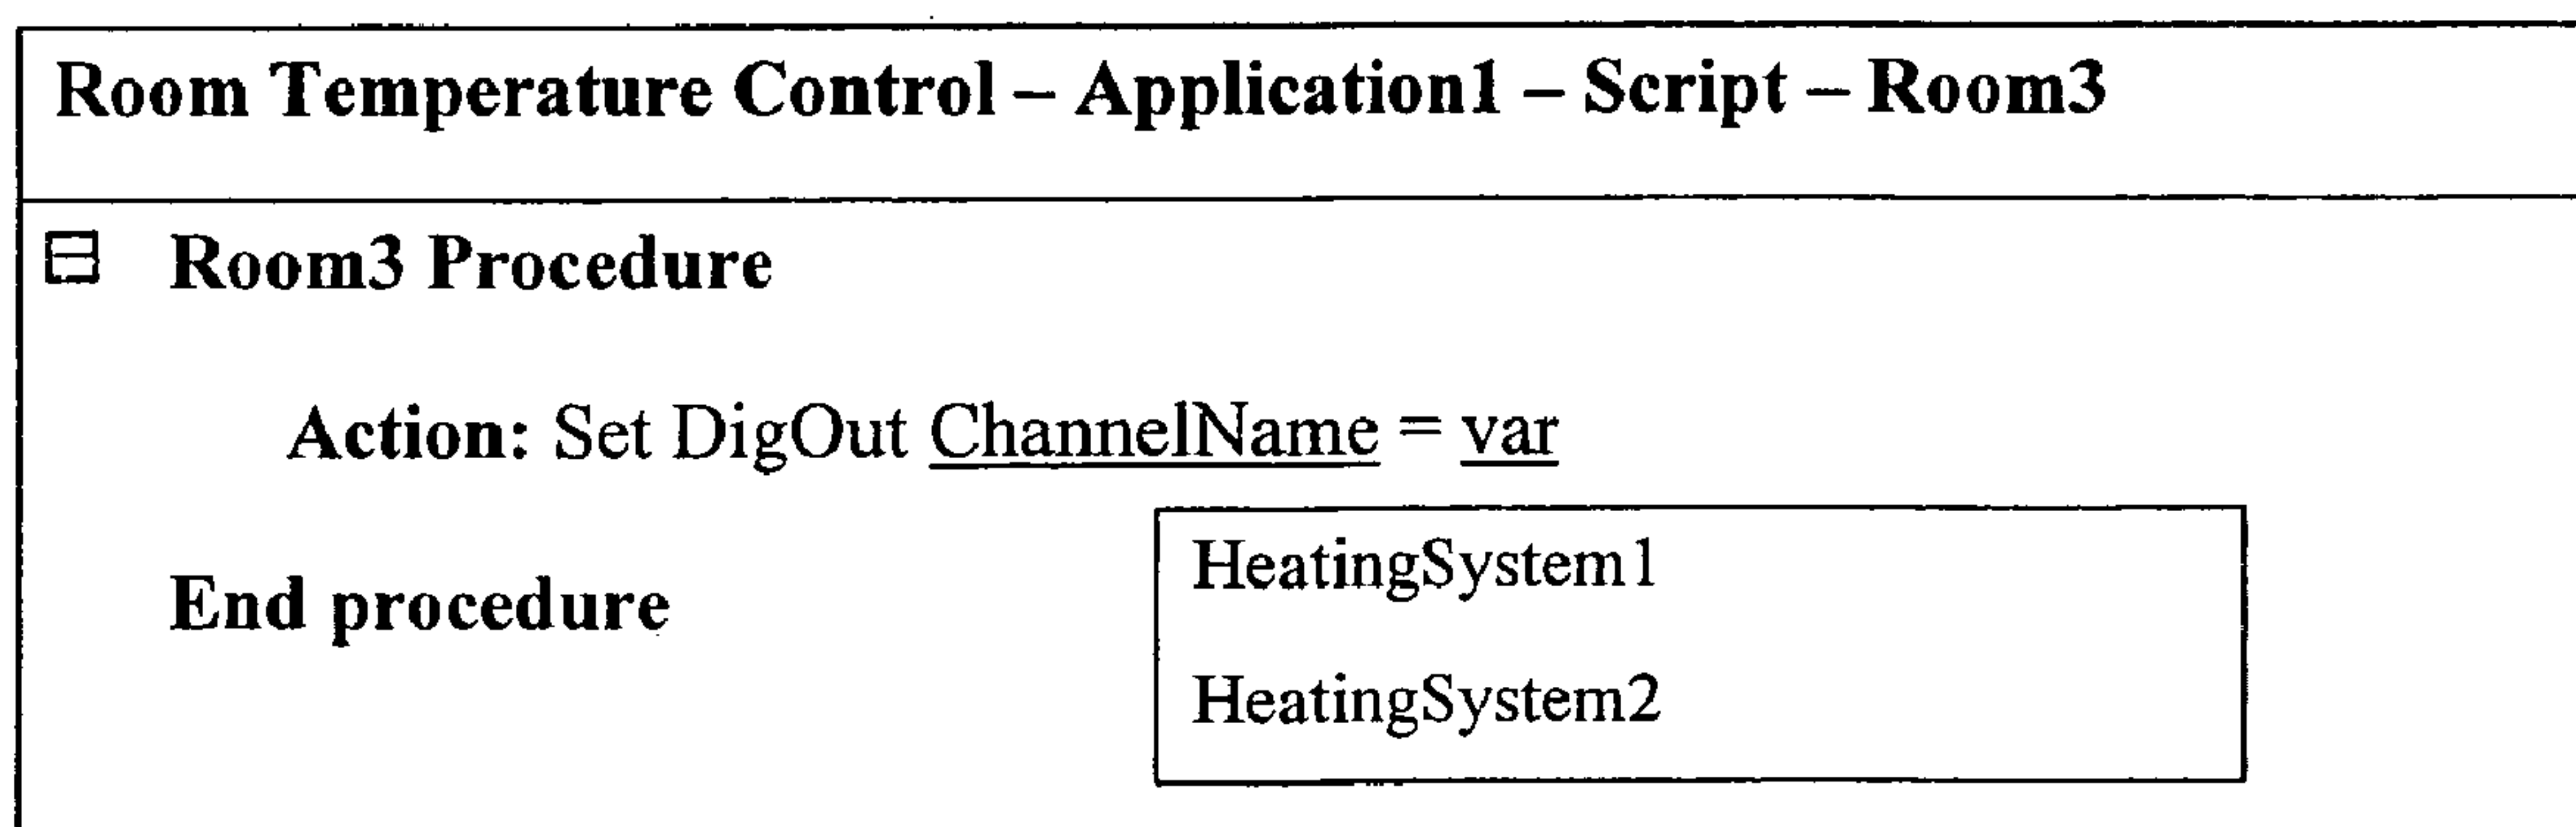 Room Temperature Control – Application1 – Script – Room3
Room3 Procedure
Action: Set DigOut ChannelName = var
HeatingSystem1
End procedure
HeatingSystem2